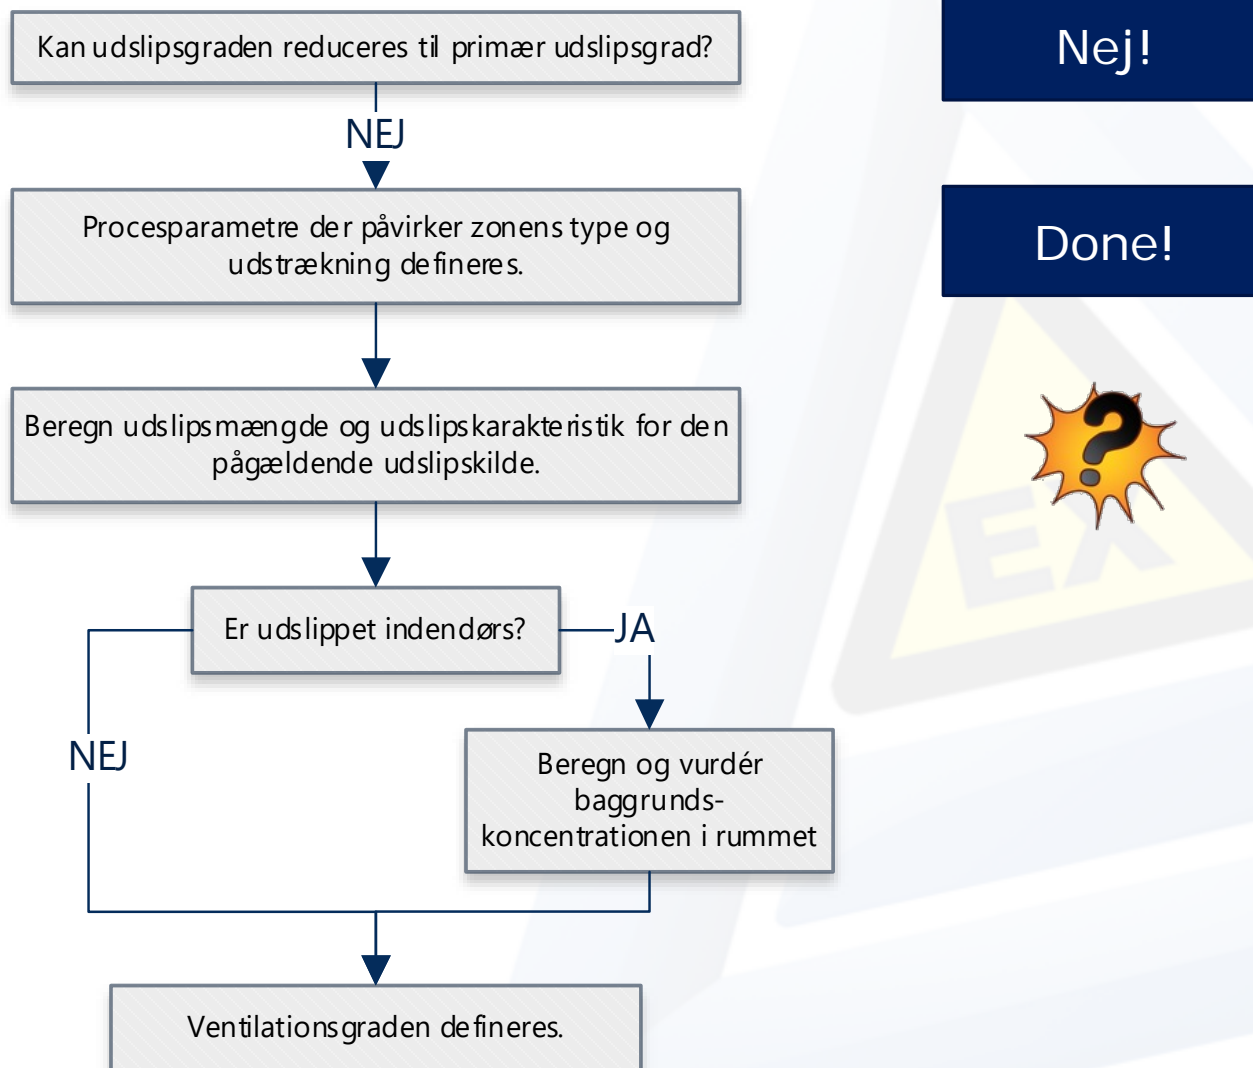 Kan udslipsgraden reduceres til primær udslipsgrad?
Nej!
NEJ
Procesparametre der påvirker zonens type og
udstrækning defineres.
Done!
Beregn udslipsmængde og udslipskarakteristik for den
pågældende udslipskilde.
?
EX
Er udslippet indendørs?
JA
NEJ
Beregn og vurdér
baggrunds-
koncentrationen i rummet
Ventilationsgraden defineres.